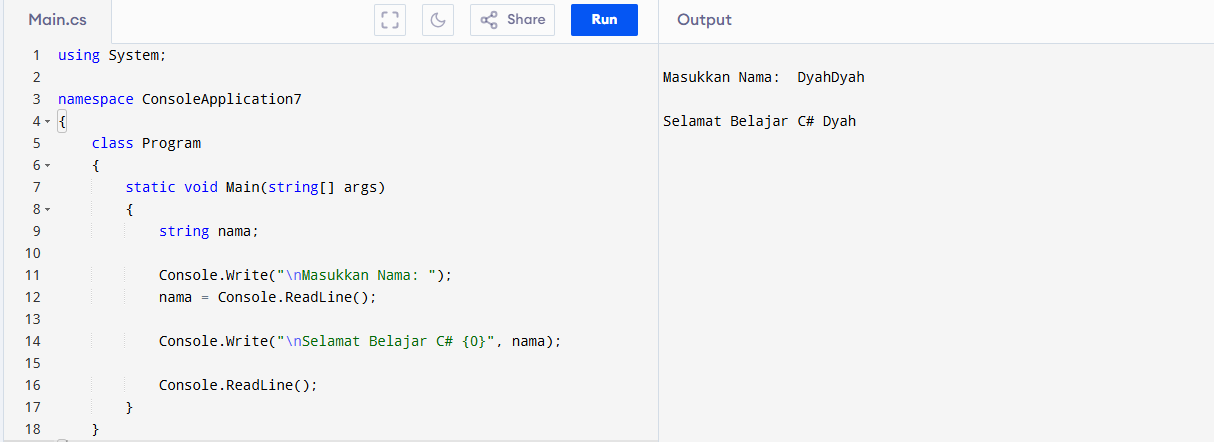 Main.cs
Share
Run
Output
1 using System;
2
3 namespace ConsoleApplication7
4 {
5     class Program
6     {
7         static void Main(string[] args)
8         {
9             string nama;
10
11             Console.Write("\nMasukkan Nama: ");
12             nama = Console.ReadLine();
13
14             Console.Write("\nSelamat Belajar C# {0}", nama);
15
16             Console.ReadLine();
17         }
18     }
Masukkan Nama:  DyahDyah
Selamat Belajar C# Dyah